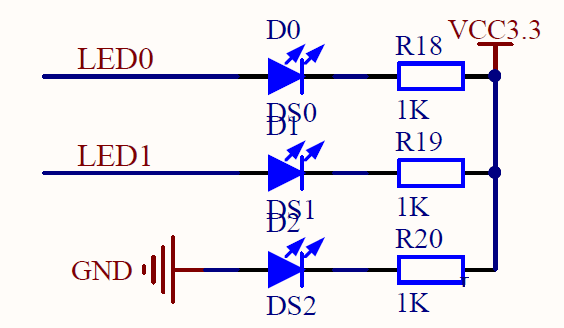 D0
VCC3.3
LED0
R18
DS0
1K
D1
LED1
R19
DS1
1K
D2
GND
R20
DS2
1K